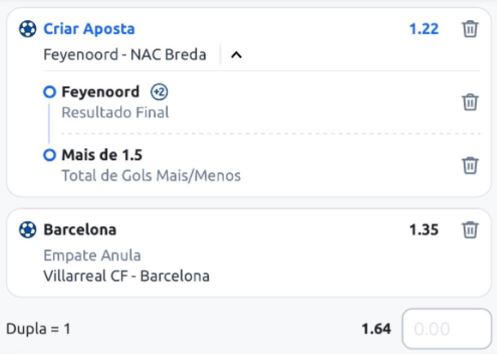 Criar Aposta 1.22
Feyenoord - NAC Breda
Feyenoord +2
Resultado Final
Mais de 1.5
Total de Gols Mais/Menos
Barcelona 1.35
Empate Anula
Villarreal CF - Barcelona
Dupla = 1 1.64 0.00